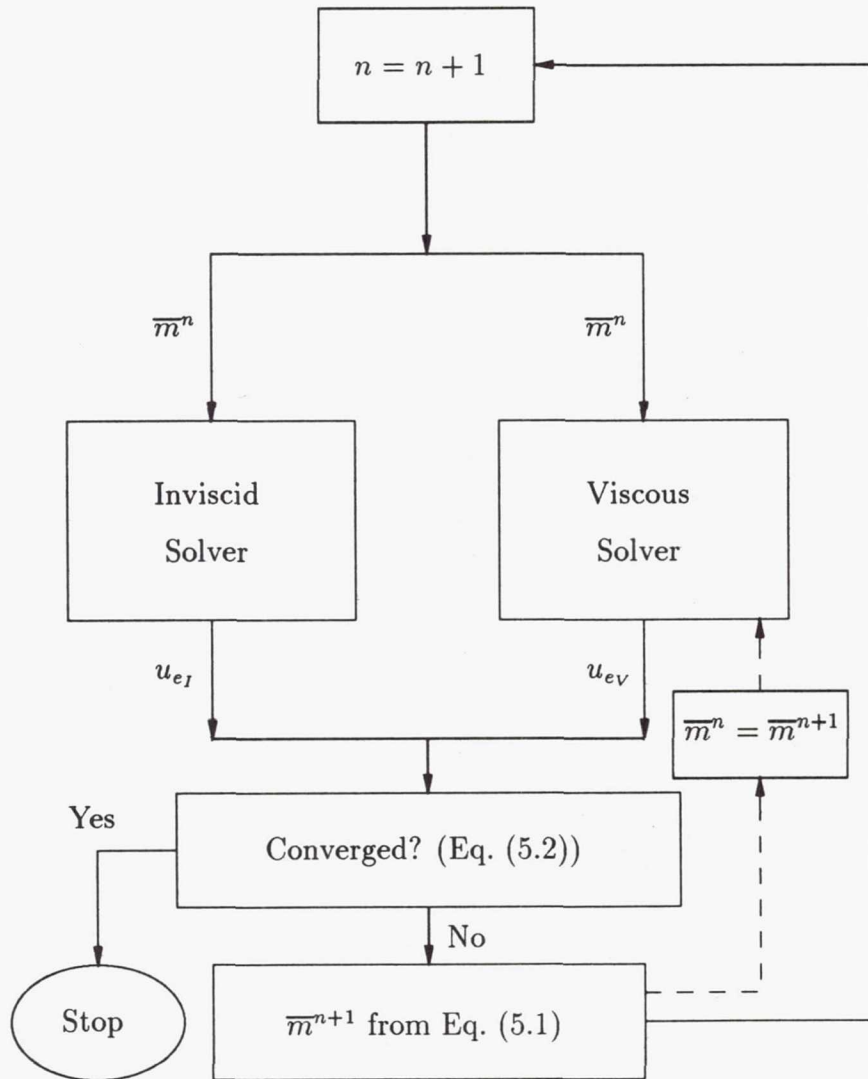 n = n + 1
m̅ⁿ
m̅ⁿ
Inviscid
Solver
Viscous
Solver
u_{e_I}
u_{e_V}
m̅ⁿ = m̅ⁿ⁺¹
Yes
Converged? (Eq. (5.2))
No
Stop
m̅ⁿ⁺¹ from Eq. (5.1)